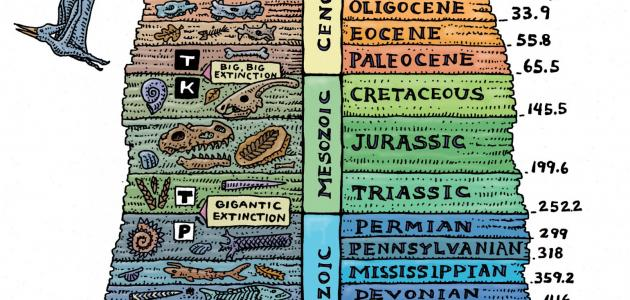 OLIGOCENE
33.9
EOCENE
55.8
PALEOCENE
65.5
T
BIG, BIG
EXTINCTION
K
CENO
CRETACEOUS
145.5
MESOZOIC
JURASSIC
199.6
TRIASSIC
252.2
T
GIGANTIC
EXTINCTION
P
ZOIC
PERMIAN
299
PENNSYLVANIAN
318
MISSISSIPPIAN
359.2
DEVONIAN